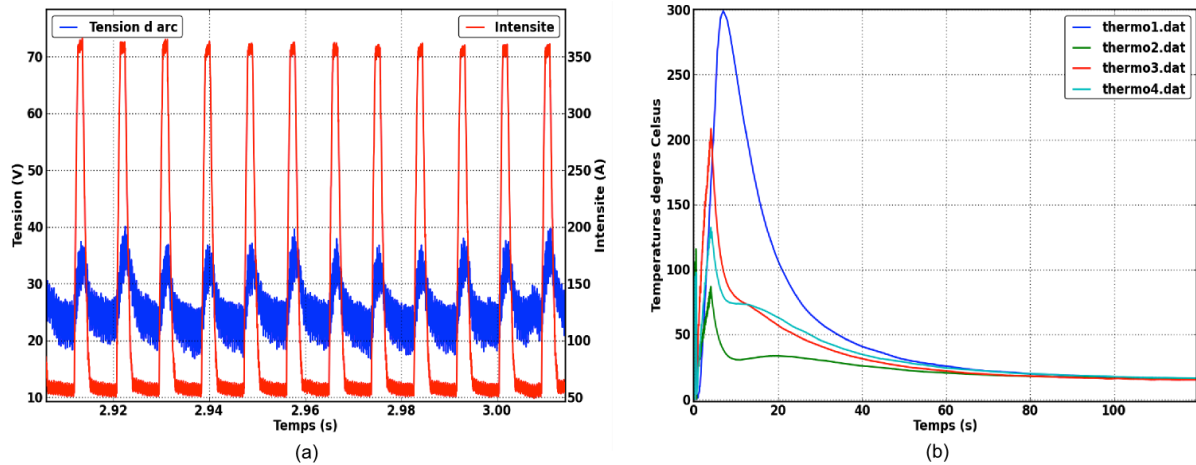 Tension d arc
Intensite
70
60
50
40
30
20
10
350
300
250
200
150
100
50
Tension (V)
Intensite (A)
2.92
2.94
2.96
2.98
3.00
Temps (s)
(a)
thermo1.dat
thermo2.dat
thermo3.dat
thermo4.dat
300
250
200
150
100
50
0
Temperatures degres Celsus
0
20
40
60
80
100
Temps (s)
(b)